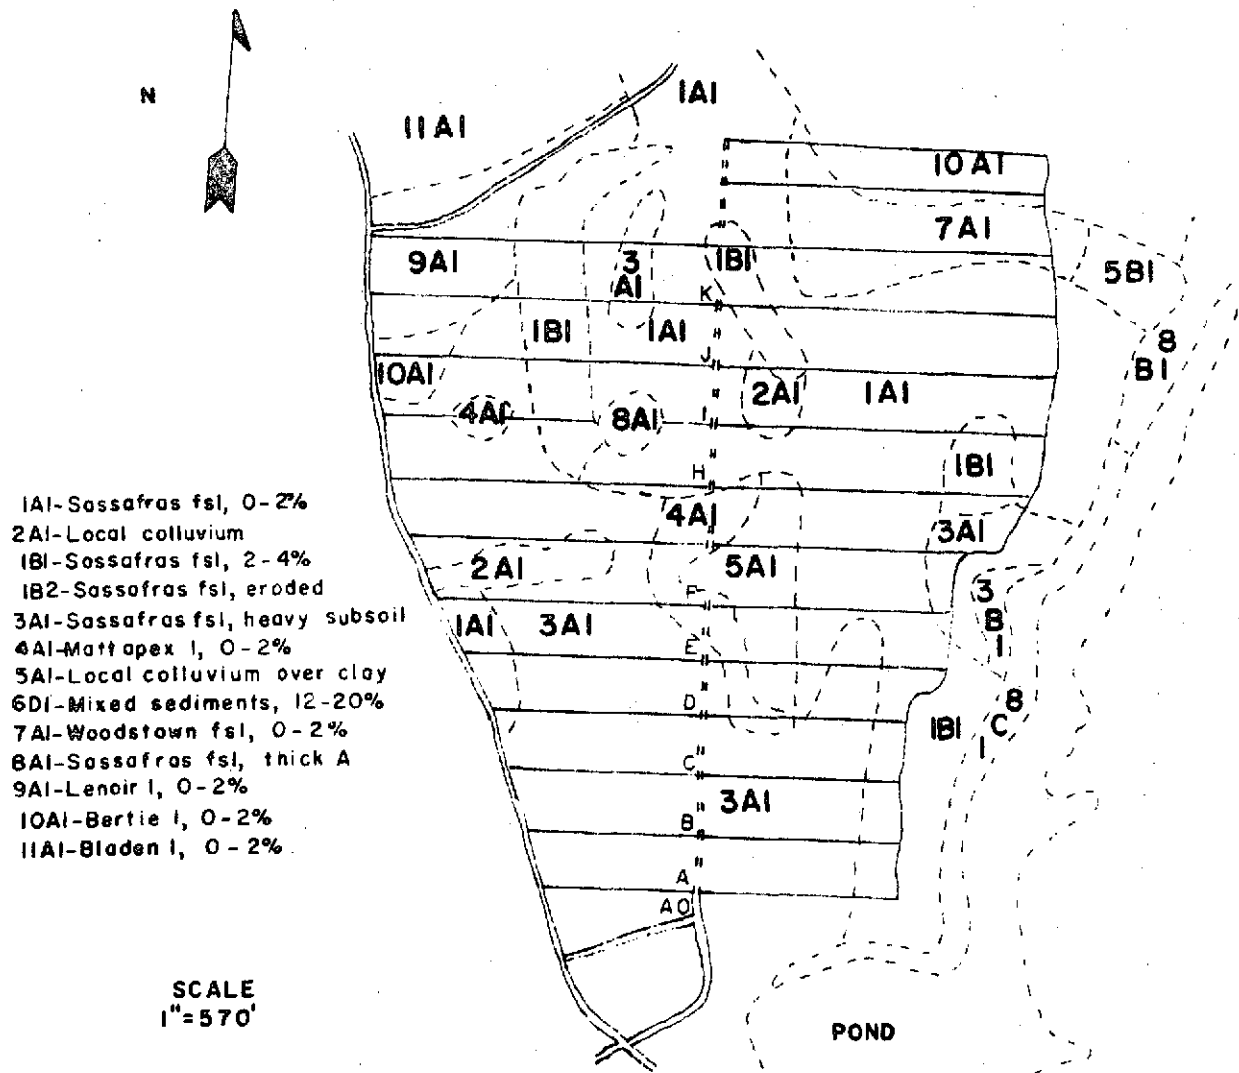 N
1A1
11A1
10A1
7A1
9A1
3
A1
1B1
5B1
K
1B1
1A1
8
B1
J
10A1
2A1
1A1
4A1
8A1
I
1B1
H
4A1
3A1
2A1
5A1
F
3
B
1
1A1
3A1
E
D
1B1
8
C
1
C
3A1
B
A
A0
1A1-Sassafras fsl, 0-2%
2A1-Local colluvium
1B1-Sassafras fsl, 2-4%
1B2-Sassafras fsl, eroded
3A1-Sassafras fsl, heavy subsoil
4A1-Mattapex l, 0-2%
5A1-Local colluvium over clay
6D1-Mixed sediments, 12-20%
7A1-Woodstown fsl, 0-2%
8A1-Sassafras fsl, thick A
9A1-Lenoir l, 0-2%
10A1-Bertie l, 0-2%
11A1-Bladen l, 0-2%
SCALE
1"=570'
POND